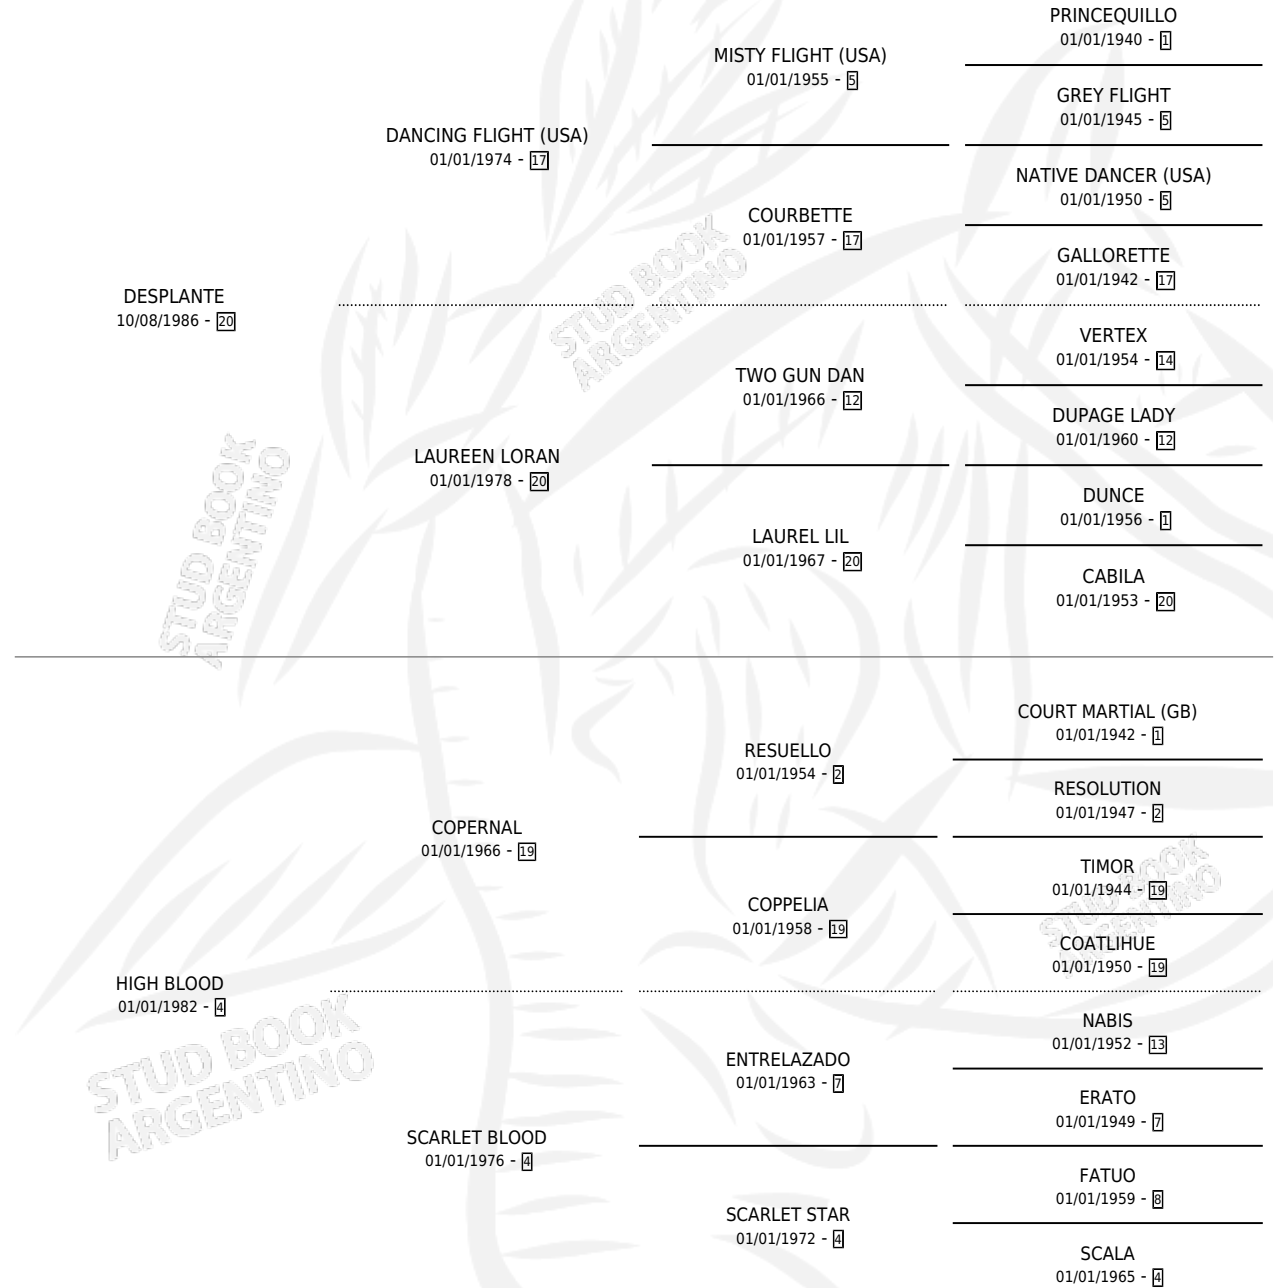 PRINCEQUILLO
01/01/1940 - 1
MISTY FLIGHT (USA)
01/01/1955 - 5
GREY FLIGHT
01/01/1945 - 5
DANCING FLIGHT (USA)
01/01/1974 - 17
NATIVE DANCER (USA)
01/01/1950 - 5
COURBETTE
01/01/1957 - 17
GALLORETTE
01/01/1942 - 17
DESPLANTE
10/08/1986 - 20
VERTEX
01/01/1954 - 14
TWO GUN DAN
01/01/1966 - 12
DUPAGE LADY
01/01/1960 - 12
LAUREEN LORAN
01/01/1978 - 20
DUNCE
01/01/1956 - 1
LAUREL LIL
01/01/1967 - 20
CABILA
01/01/1953 - 20
COURT MARTIAL (GB)
01/01/1942 - 1
RESUELLO
01/01/1954 - 2
RESOLUTION
01/01/1947 - 2
COPERNAL
01/01/1966 - 19
TIMOR
01/01/1944 - 19
COPPELIA
01/01/1958 - 19
COATLIHUE
01/01/1950 - 19
HIGH BLOOD
01/01/1982 - 4
NABIS
01/01/1952 - 13
ENTRELAZADO
01/01/1963 - 7
ERATO
01/01/1949 - 7
SCARLET BLOOD
01/01/1976 - 4
FATUO
01/01/1959 - 8
SCARLET STAR
01/01/1972 - 4
SCALA
01/01/1965 - 4
STUD BOOK
ARGENTINO
STUD BOOK
ARGENTINO
STUD BOOK
ARGENTINO
STUD BOOK
ARGENTINO